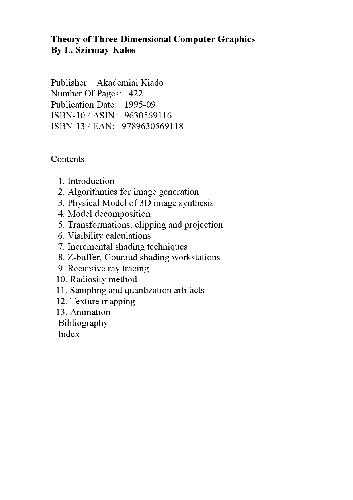 Theory of Three Dimensional Computer Graphics
By L. Szirmay-Kalos
Publisher: Akademiai Kiado
Number Of Pages: 422
Publication Date: 1995-09
ISBN-10 / ASIN: 9630569116
ISBN-13 / EAN: 9789630569118
Contents
1. Introduction
2. Algorithmics for image generation
3. Physical Model of 3D image synthesis
4. Model decomposition
5. Transformations, clipping and projection
6. Visibility calculations
7. Incremental shading techniques
8. Z-buffer, Gouraud shading workstations
9. Recursive ray tracing
10. Radiosity method
11. Sampling and quantization artifacts
12. Texture mapping
13. Animation
Bibliography
Index